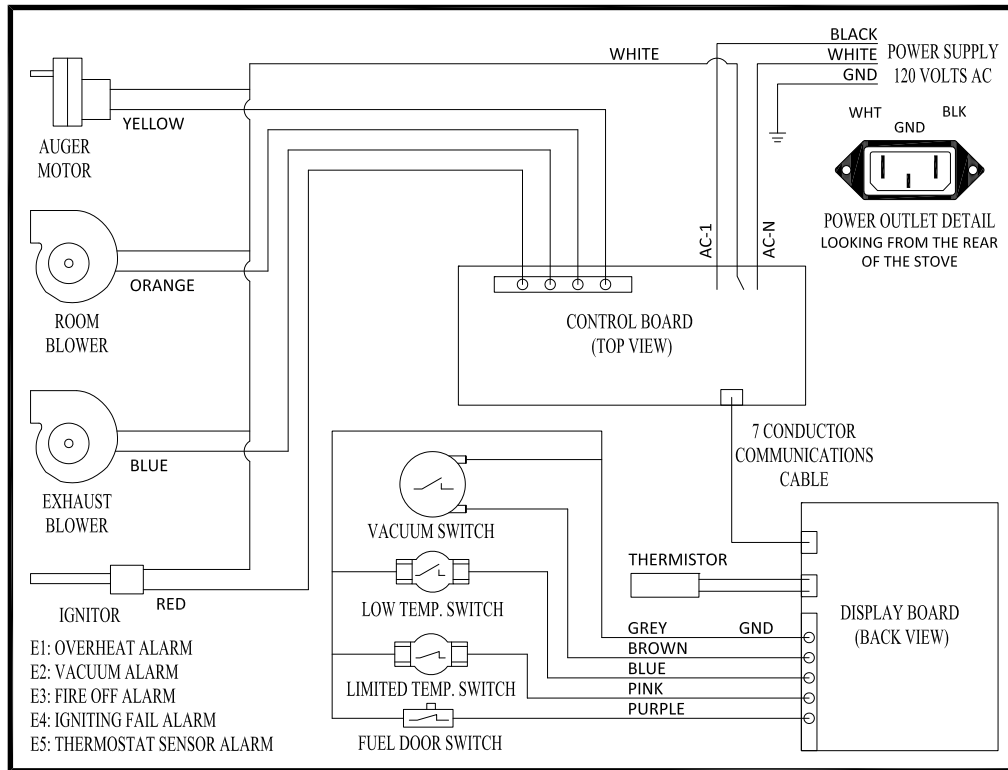 BLACK
WHITE
WHITE
GND
POWER SUPPLY
120 VOLTS AC
YELLOW
AUGER
MOTOR
WHT
GND
BLK
POWER OUTLET DETAIL
LOOKING FROM THE REAR
OF THE STOVE
AC-1
AC-N
ORANGE
ROOM
BLOWER
CONTROL BOARD
(TOP VIEW)
BLUE
EXHAUST
BLOWER
7 CONDUCTOR
COMMUNICATIONS
CABLE
VACUUM SWITCH
THERMISTOR
RED
IGNITOR
LOW TEMP. SWITCH
DISPLAY BOARD
(BACK VIEW)
GREY
GND
BROWN
BLUE
PINK
PURPLE
LIMITED TEMP. SWITCH
FUEL DOOR SWITCH
E1: OVERHEAT ALARM
E2: VACUUM ALARM
E3: FIRE OFF ALARM
E4: IGNITING FAIL ALARM
E5: THERMOSTAT SENSOR ALARM